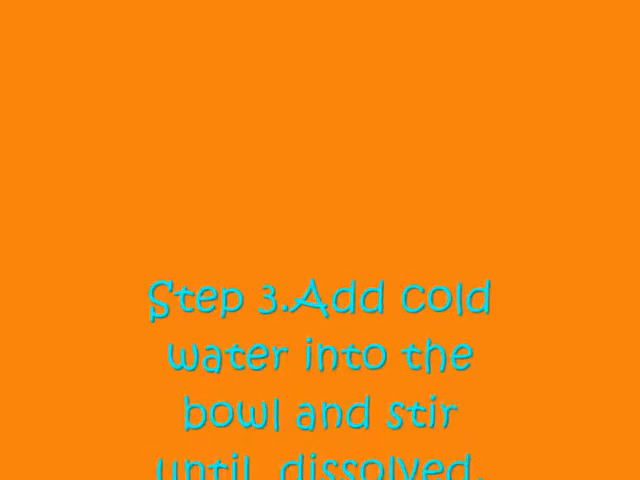 Step 3.Add cold
water into the
bowl and stir
until dissolved.